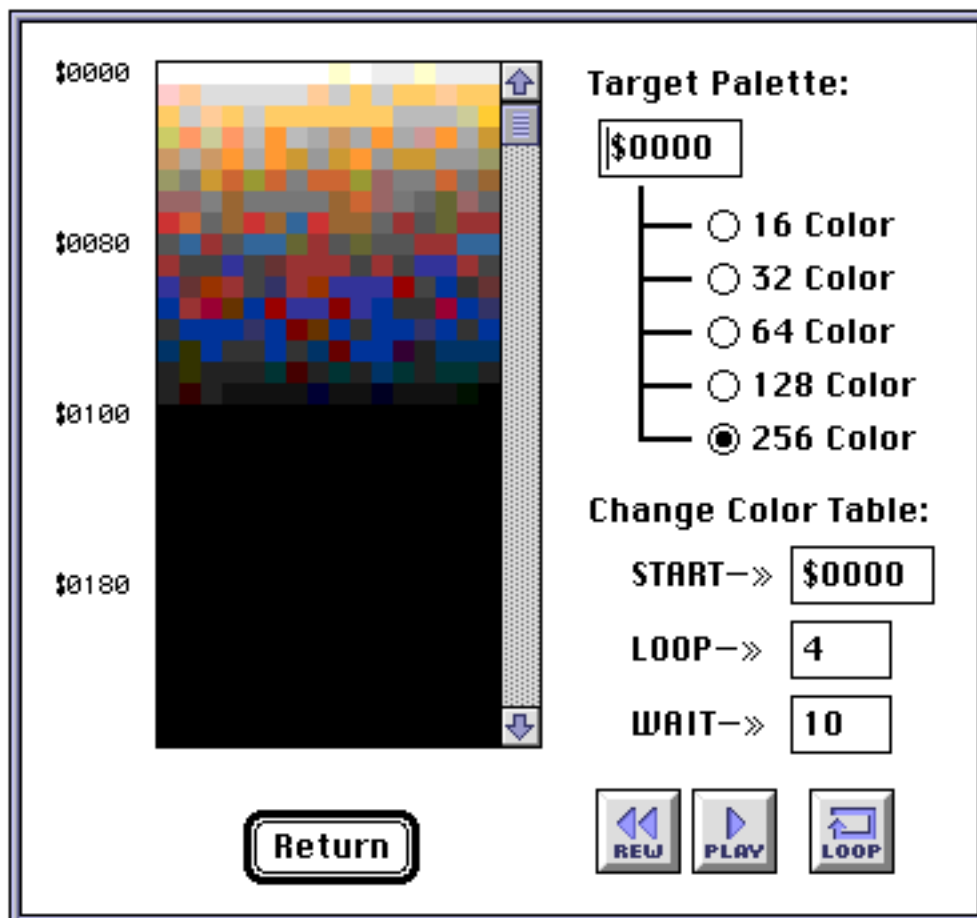 $0000
$0080
$0100
$0180
Target Palette:
$0000
16 Color
32 Color
64 Color
128 Color
256 Color
Change Color Table:
START—» $0000
LOOP—» 4
WAIT—» 10
Return
REW PLAY LOOP